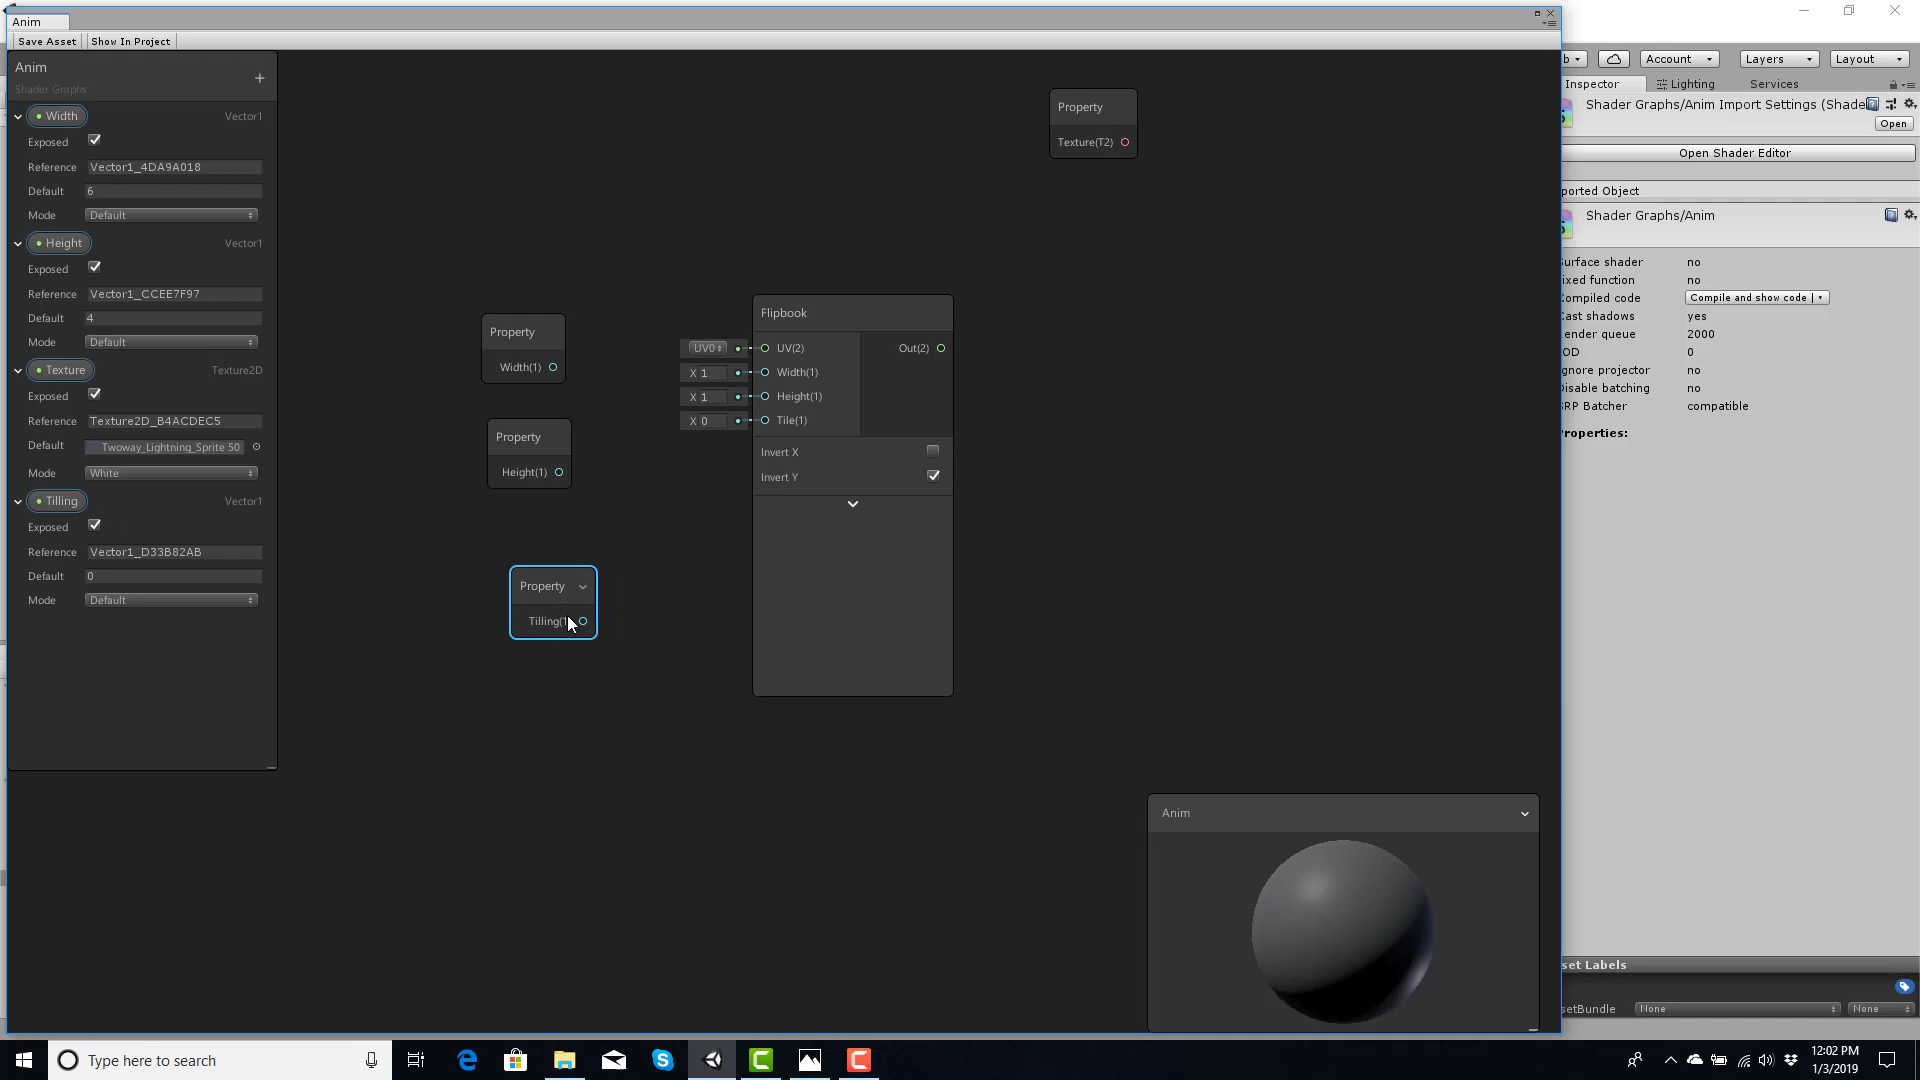 Anim
Save Asset
Show In Project
Anim
Shader Graphs
+
Width
Vector1
Exposed
Reference
Vector1_4DA9A018
Default
6
Mode
Default
Height
Vector1
Exposed
Reference
Vector1_CCEE7F97
Default
4
Mode
Default
Texture
Texture2D
Exposed
Reference
Texture2D_B4ACDEC5
Default
Twoway_Lightning_Sprite 50
Mode
White
Tilling
Vector1
Exposed
Reference
Vector1_D33B82AB
Default
0
Mode
Default
Property
Width(1)
Property
Height(1)
Property
Tilling(1
Flipbook
UV0
UV(2)
Out(2)
X 1
Width(1)
X 1
Height(1)
X 0
Tile(1)
Invert X
Invert Y
Property
Texture(T2)
Anim
b
Account
Layers
Layout
Inspector
Lighting
Services
Shader Graphs/Anim Import Settings (Shade
Open
Open Shader Editor
ported Object
Shader Graphs/Anim
Surface shader
no
ixed function
no
ompiled code
Compile and show code |
Cast shadows
yes
ender queue
2000
OD
0
gnore projector
no
Disable batching
no
SRP Batcher
compatible
Properties:
set Labels
setBundle
None
None
Type here to search
12:02 PM
1/3/2019